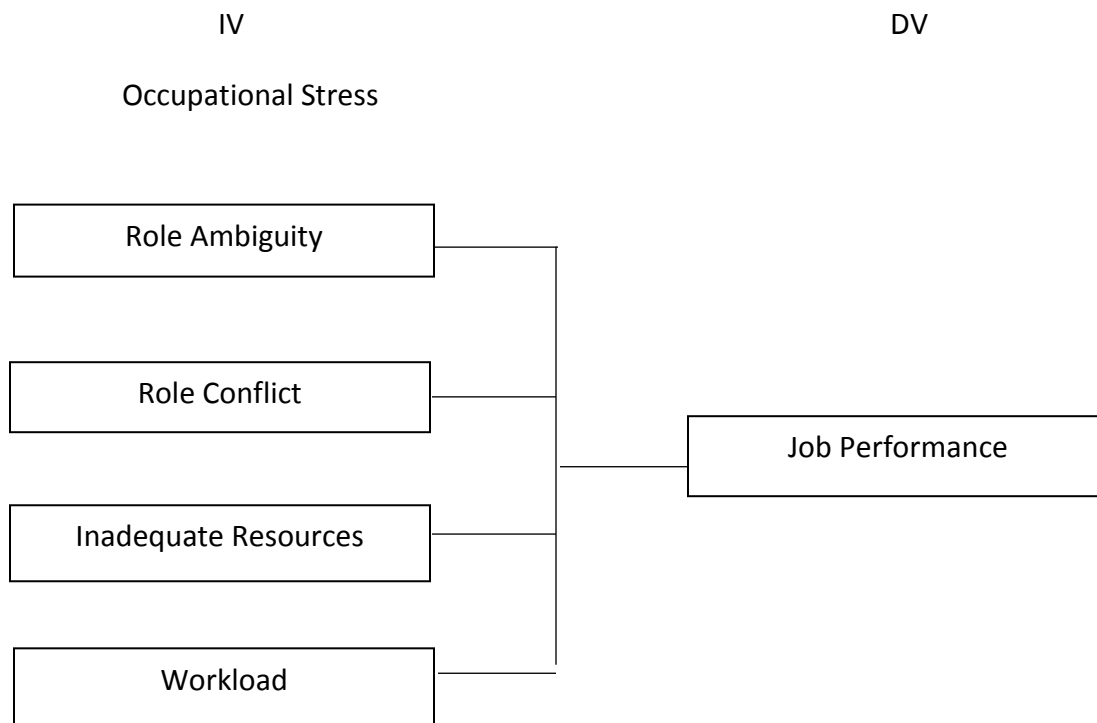 IV
DV
Occupational Stress
Role Ambiguity
Role Conflict
Job Performance
Inadequate Resources
Workload